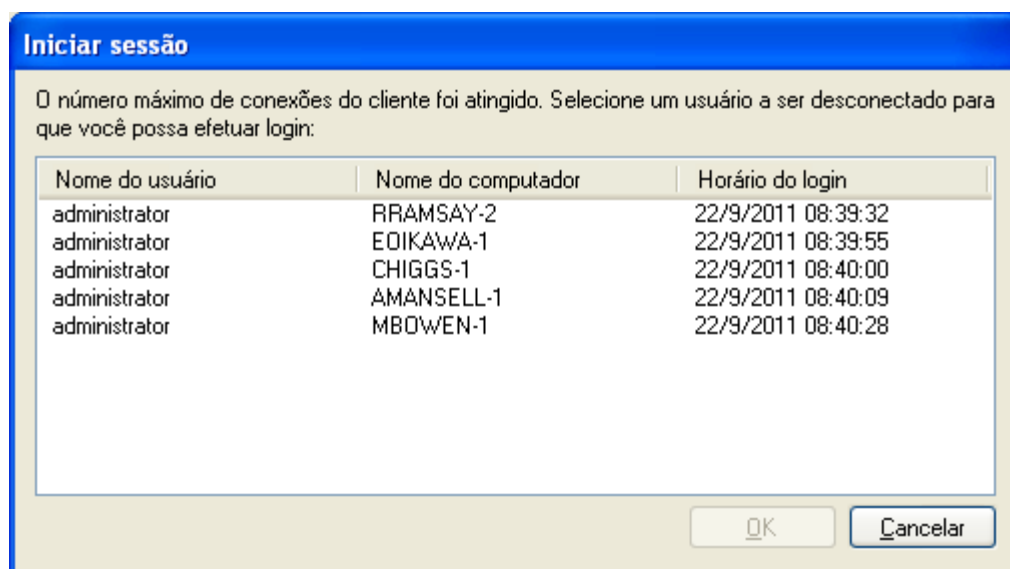 Iniciar sessão
O número máximo de conexões do cliente foi atingido. Selecione um usuário a ser desconectado para
que você possa efetuar login:
Nome do usuário Nome do computador Horário do login
administrator RRAMSAY-2 22/9/2011 08:39:32
administrator EOIKAWA-1 22/9/2011 08:39:55
administrator CHIGGS-1 22/9/2011 08:40:00
administrator AMANSELL-1 22/9/2011 08:40:09
administrator MBOWEN-1 22/9/2011 08:40:28
OK Cancelar